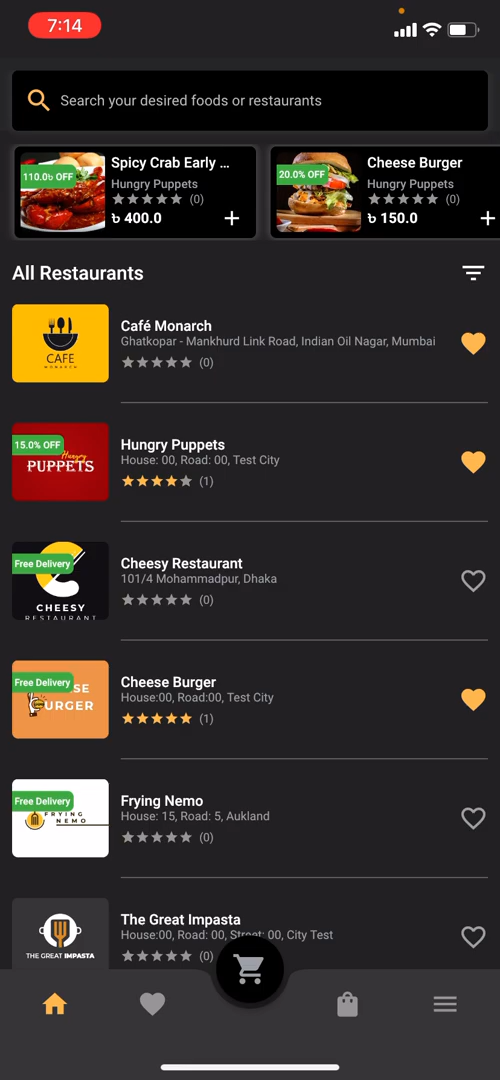 7:14
Search your desired foods or restaurants
110.0৳ OFF
Spicy Crab Early ...
Hungry Puppets
(0)
৳ 400.0
20.0% OFF
Cheese Burger
Hungry Puppets
(0)
৳ 150.0
All Restaurants
CAFE
MONARCH
Café Monarch
Ghatkopar - Mankhurd Link Road, Indian Oil Nagar, Mumbai
(0)
15.0% OFF
Hungry
PUPPETS
Hungry Puppets
House: 00, Road: 00, Test City
(1)
Free Delivery
CHEESY
RESTAURANT
Cheesy Restaurant
101/4 Mohammadpur, Dhaka
(0)
Free Delivery
SE
URGER
Cheese Burger
House:00, Road:00, Test City
(1)
Free Delivery
FRYING
NEMO
Frying Nemo
House: 15, Road: 5, Aukland
(0)
THE GREAT IMPASTA
The Great Impasta
House:00, Road: 00, Street: 00, City Test
(0)